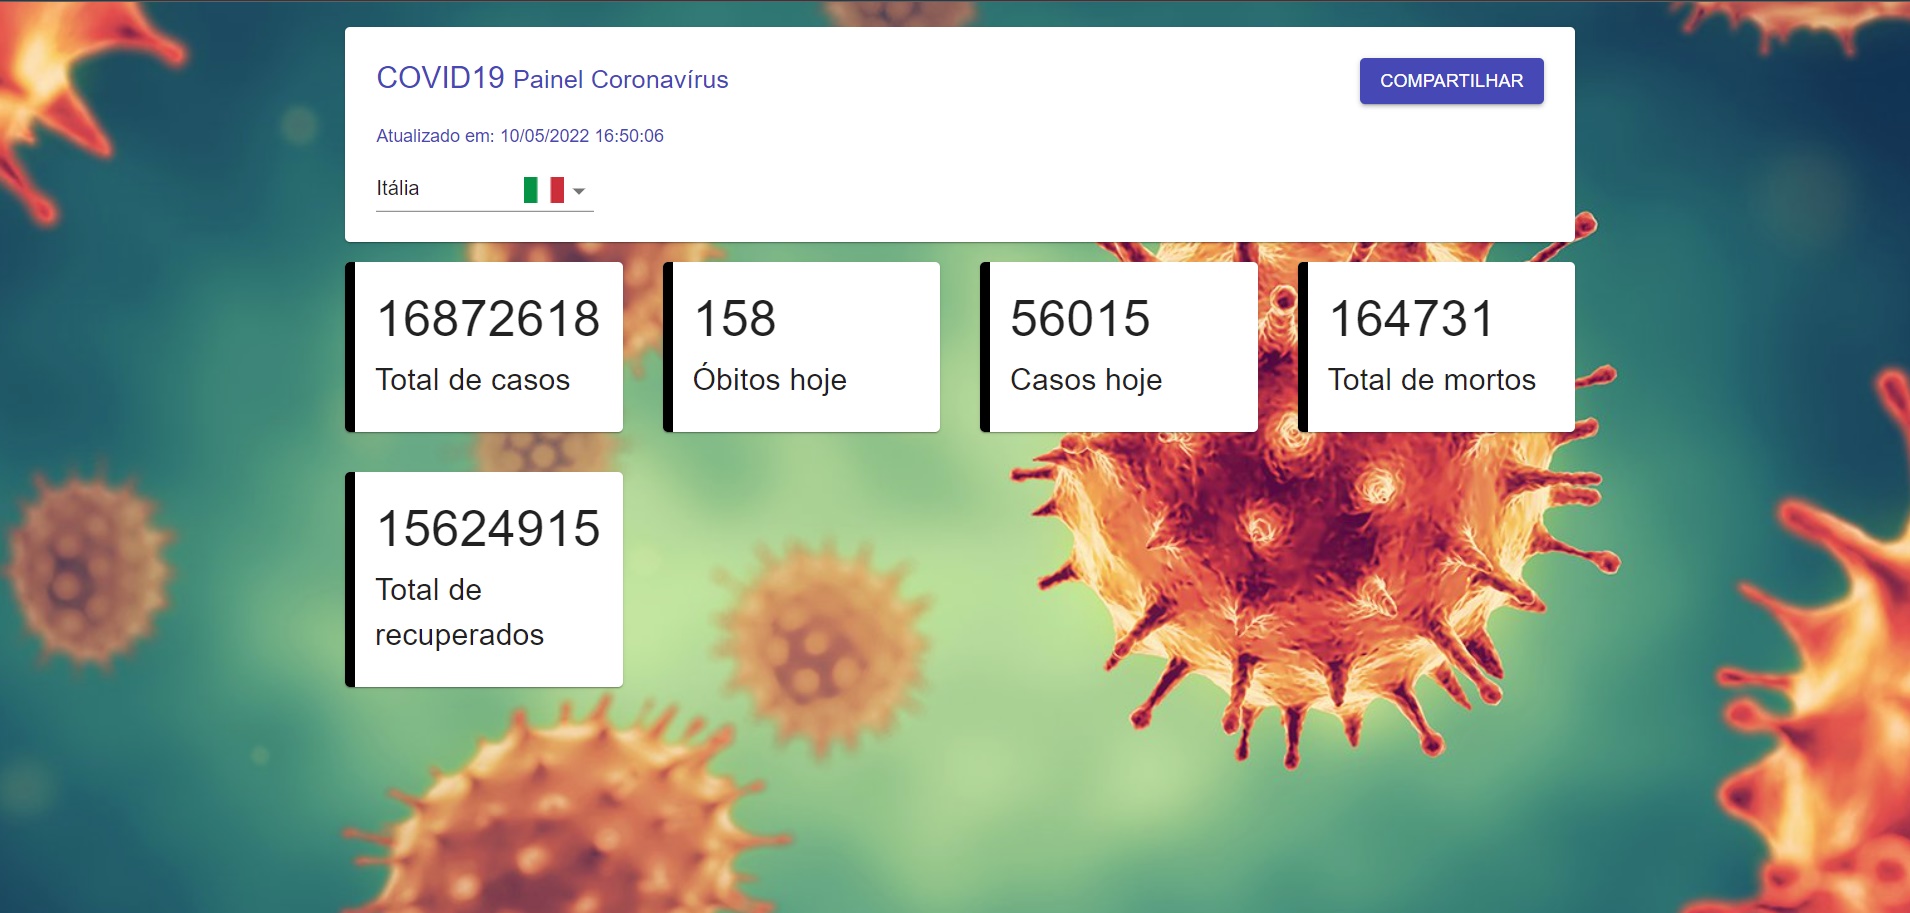 COVID19 Painel Coronavírus
COMPARTILHAR
Atualizado em: 10/05/2022 16:50:06
Itália
16872618
Total de casos
158
Óbitos hoje
56015
Casos hoje
164731
Total de mortos
15624915
Total de
recuperados